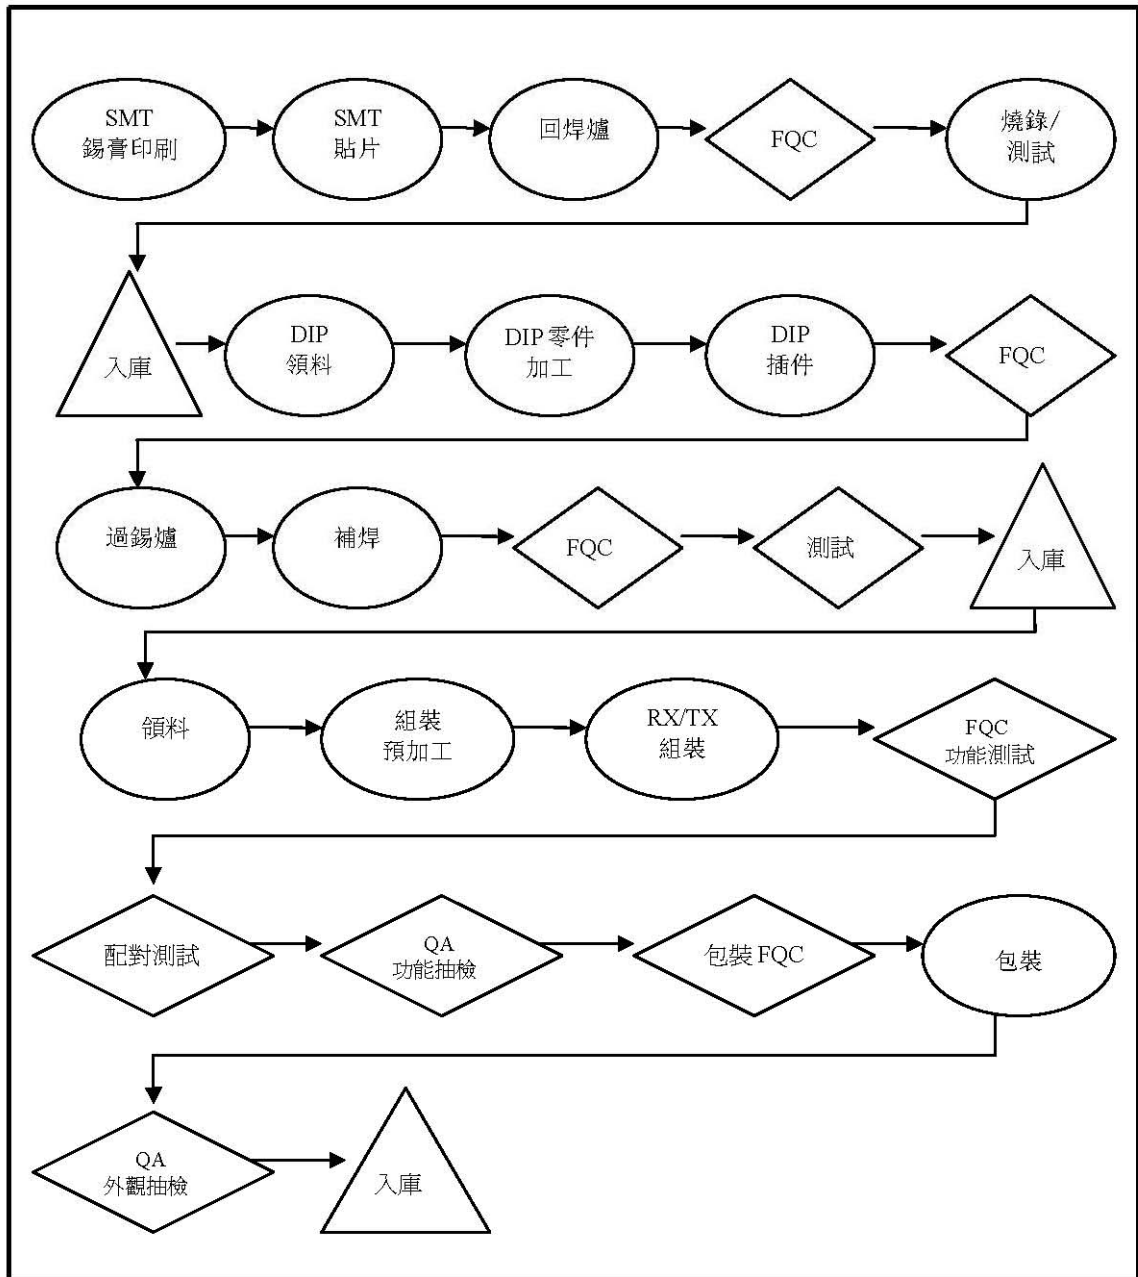 SMT
錫膏印刷
SMT
貼片
回焊爐
FQC
燒錄/
測試
入庫
DIP
領料
DIP 零件
加工
DIP
插件
FQC
過錫爐
補焊
FQC
測試
入庫
領料
組裝
預加工
RX/TX
組裝
FQC
功能測試
配對測試
QA
功能抽檢
包裝 FQC
包裝
QA
外觀抽檢
入庫